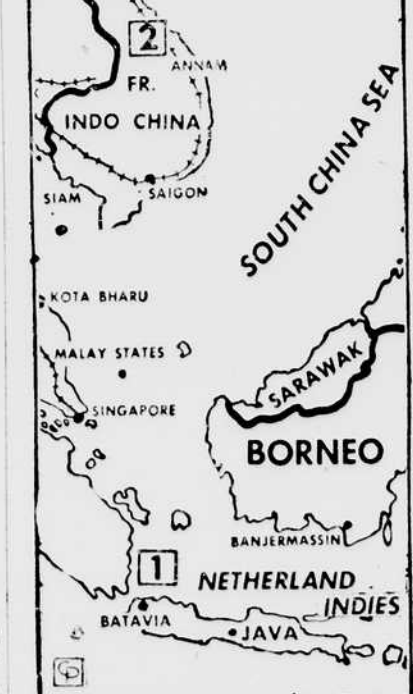 2
ANNAM
FR.
INDO CHINA
SOUTH CHINA SEA
SIAM
SAIGON
KOTA BHARU
MALAY STATES
SARAWAK
SINGAPORE
BORNEO
BANJERMASSIN
1
NETHERLAND
INDIES
BATAVIA
JAVA